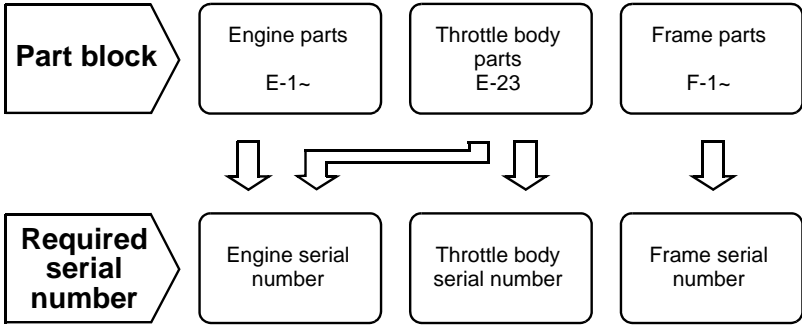 Part block
Engine parts
E-1~
Throttle body
parts
E-23
Frame parts
F-1~
Required
serial
number
Engine serial
number
Throttle body
serial number
Frame serial
number